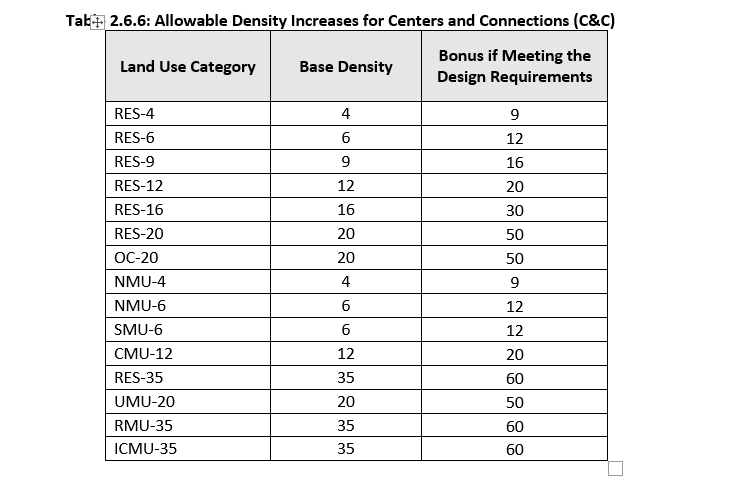 Tab 2.6.6: Allowable Density Increases for Centers and Connections (C&C)
Land Use Category Base Density Bonus if Meeting the
Design Requirements
RES-4 4 9
RES-6 6 12
RES-9 9 16
RES-12 12 20
RES-16 16 30
RES-20 20 50
OC-20 20 50
NMU-4 4 9
NMU-6 6 12
SMU-6 6 12
CMU-12 12 20
RES-35 35 60
UMU-20 20 50
RMU-35 35 60
ICMU-35 35 60